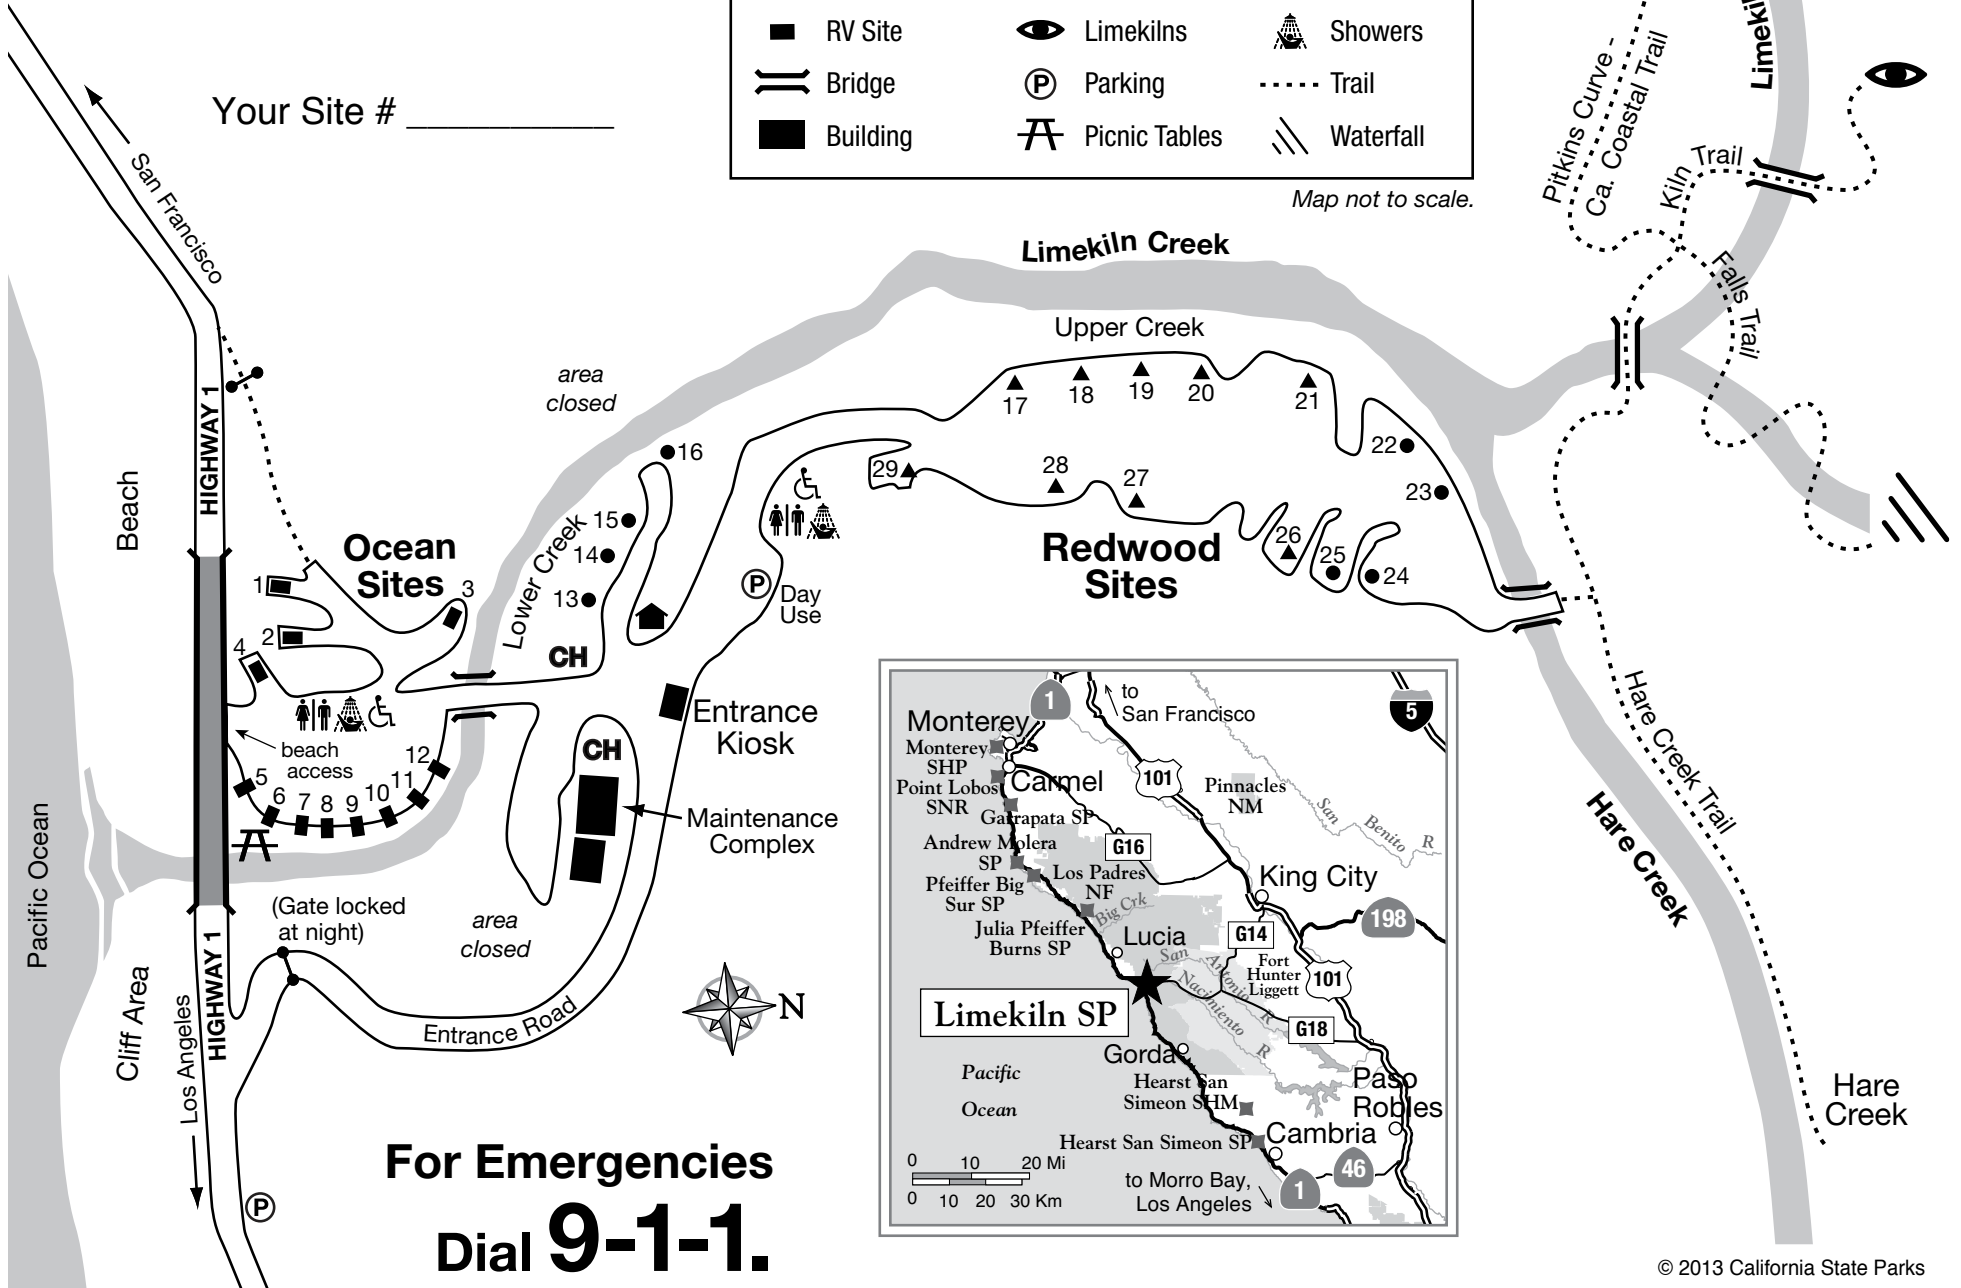 RV Site
Limekilns
Showers
Bridge
P
Parking
Trail
Building
Picnic Tables
Waterfall
Map not to scale.
Your Site # ___________
San Francisco
HIGHWAY 1
Beach
Pacific Ocean
Cliff Area
HIGHWAY 1
Los Angeles
P
Pitkins Curve -
Ca. Coastal Trail
Kiln Trail
Falls Trail
Limekiln Creek
Upper Creek
area
closed
Ocean
Sites
Lower Creek
1
2
3
4
5
6
7
8
9
10
11
12
13
14
15
16
17
18
19
20
21
22
23
24
25
26
27
28
29
CH
beach
access
P
Day
Use
Redwood
Sites
Entrance
Kiosk
CH
Maintenance
Complex
(Gate locked
at night)
area
closed
Entrance Road
N
Hare Creek Trail
Hare Creek
Hare
Creek
For Emergencies
Dial 9-1-1.
1
to
San Francisco
5
Monterey
Monterey
SHP
Carmel
Point Lobos
SNR
Garrapata SP
101
Pinnacles
NM
San Benito R
Andrew Molera
SP
G16
Pfeiffer Big
Sur SP
Los Padres
NF
Big Crk
King City
198
Julia Pfeiffer
Burns SP
Lucia
G14
San Antonio R
Fort
Hunter
Liggett
101
Nacimiento R
Limekiln SP
G18
Gorda
Pacific
Ocean
Hearst San
Simeon SHM
Paso
Robles
Hearst San Simeon SP
Cambria
46
0 10 20 Mi
0 10 20 30 Km
to Morro Bay,
Los Angeles
1
© 2013 California State Parks